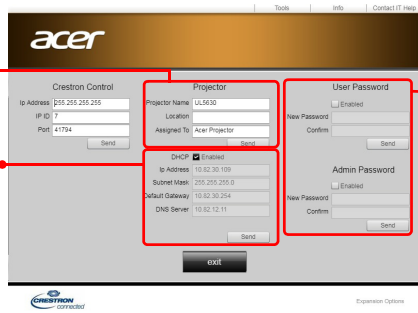 Tools Info Contact IT Help
acer
Crestron Control
Ip Address 255.255.255.255
IP ID 7
Port 41794
Send
Projector
Projector Name UL5630
Location
Assigned To Acer Projector
Send
DHCP Enabled
Ip Address 10.82.30.109
Subnet Mask 255.255.255.0
Default Gateway 10.82.30.254
DNS Server 10.82.12.11
Send
User Password
Enabled
New Password
Confirm
Send
Admin Password
Enabled
New Password
Confirm
Send
exit
CRESTRON
connected
Expansion Options